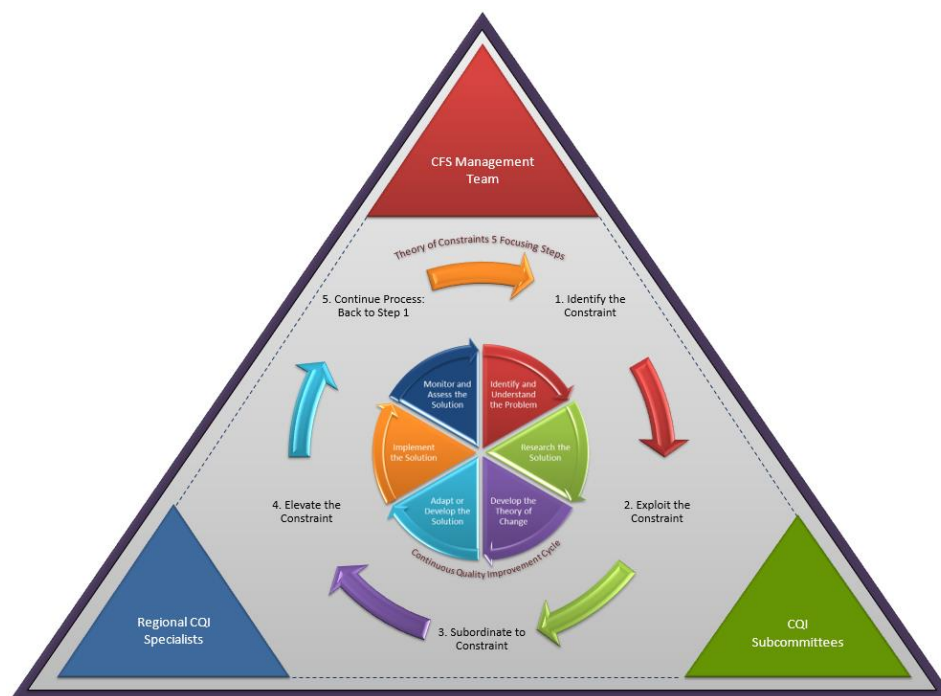 CFS Management
Team
Theory of Constraints 5 Focusing Steps
5. Continue Process:
Back to Step 1
1. Identify the
Constraint
Monitor and
Assess the
Solution
Identify and
Understand
the Problem
Implement
the Solution
Research the
Solution
Adapt or
Develop the
Solution
Develop the
Theory of
Change
Continuous Quality Improvement Cycle
4. Elevate the
Constraint
2. Exploit the
Constraint
3. Subordinate to
Constraint
Regional CQI
Specialists
CQI
Subcommittees